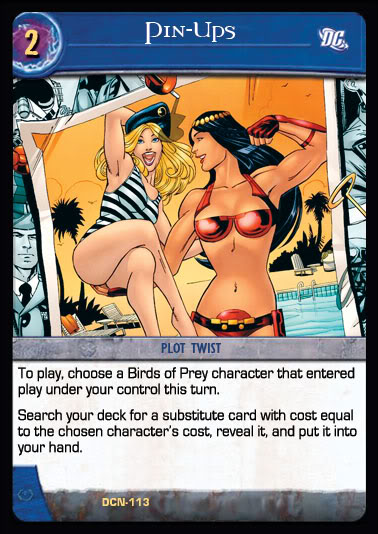 2
Pin-Ups
DC
PLOT TWIST
To play, choose a Birds of Prey character that entered
play under your control this turn.
Search your deck for a substitute card with cost equal
to the chosen character's cost, reveal it, and put it into
your hand.
DCN-113